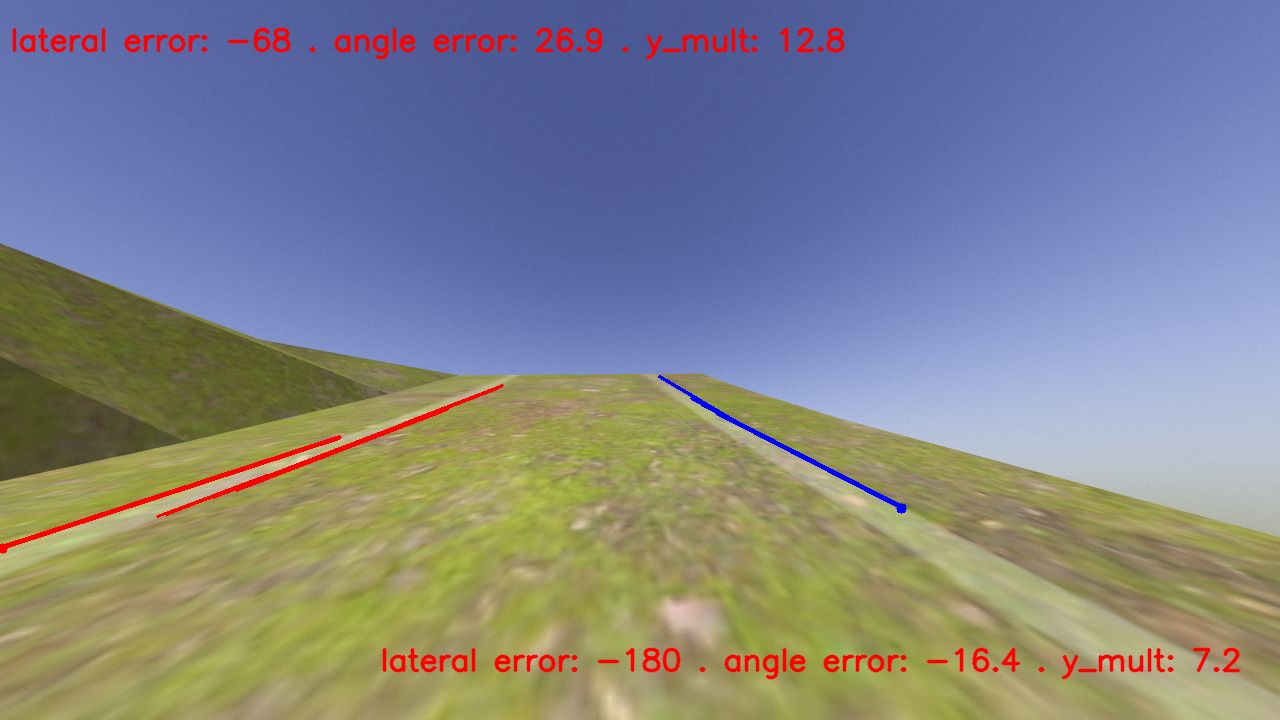 lateral error: -68 . angle error: 26.9 . y_mult: 12.8
lateral error: -180 . angle error: -16.4 . y_mult: 7.2